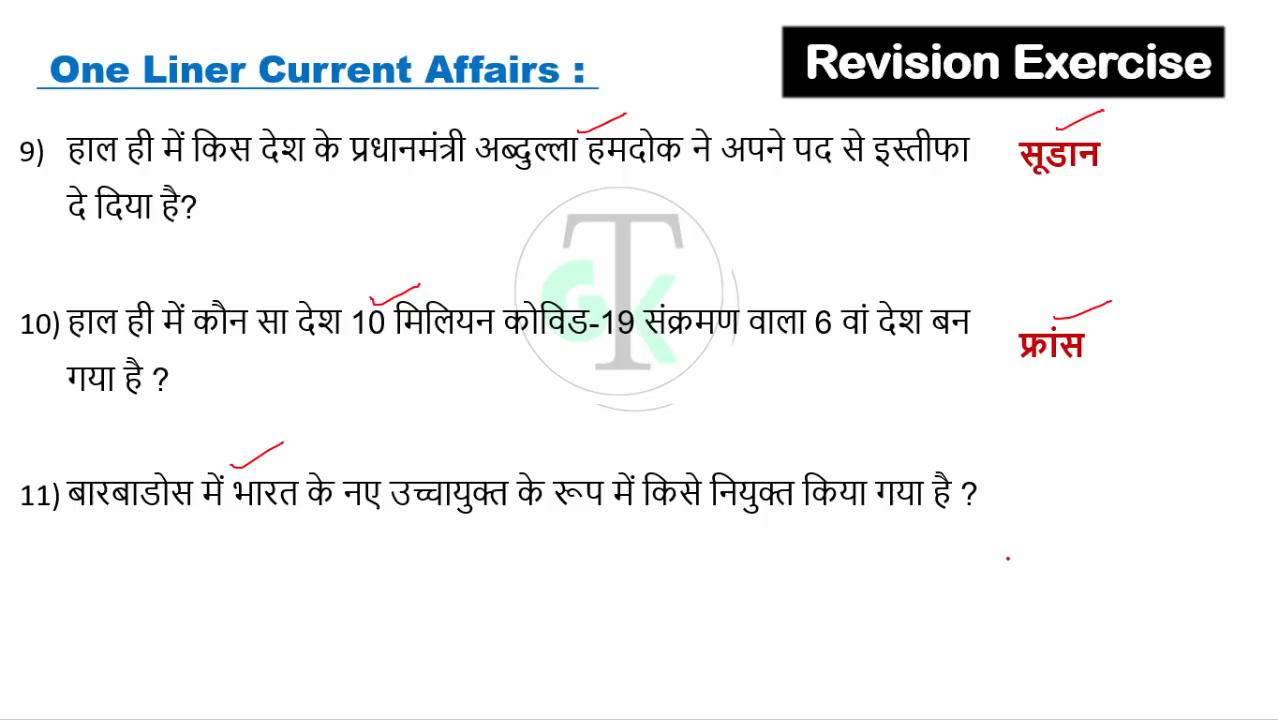 One Liner Current Affairs :
Revision Exercise
9) हाल ही में किस देश के प्रधानमंत्री अब्दुल्ला हमदोक ने अपने पद से इस्तीफा
दे दिया है?
सूडान
10) हाल ही में कौन सा देश 10 मिलियन कोविड-19 संक्रमण वाला 6 वां देश बन
गया है ?
फ्रांस
11) बारबाडोस में भारत के नए उच्चायुक्त के रूप में किसे नियुक्त किया गया है ?
T
GK